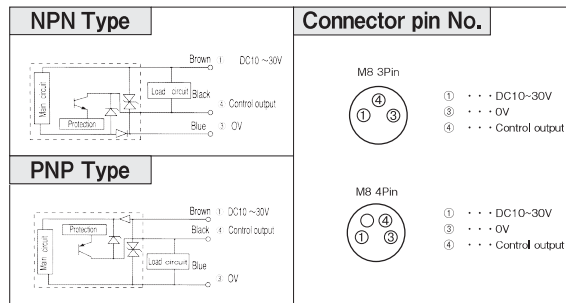 NPN Type
Brown ① DC10 ~30V
Main circuit
Load circuit
Black
④ Control output
Protection
Blue ③ OV
PNP Type
Brown ① DC10 ~30V
Black ④ Control output
Main circuit
Protection
Load circuit
Blue
③ OV
Connector pin No.
M8 3Pin
④
① ③
① ・・・DC10~30V
③ ・・・0V
④ ・・・Control output
M8 4Pin
④
① ③
① ・・・DC10~30V
③ ・・・0V
④ ・・・Control output